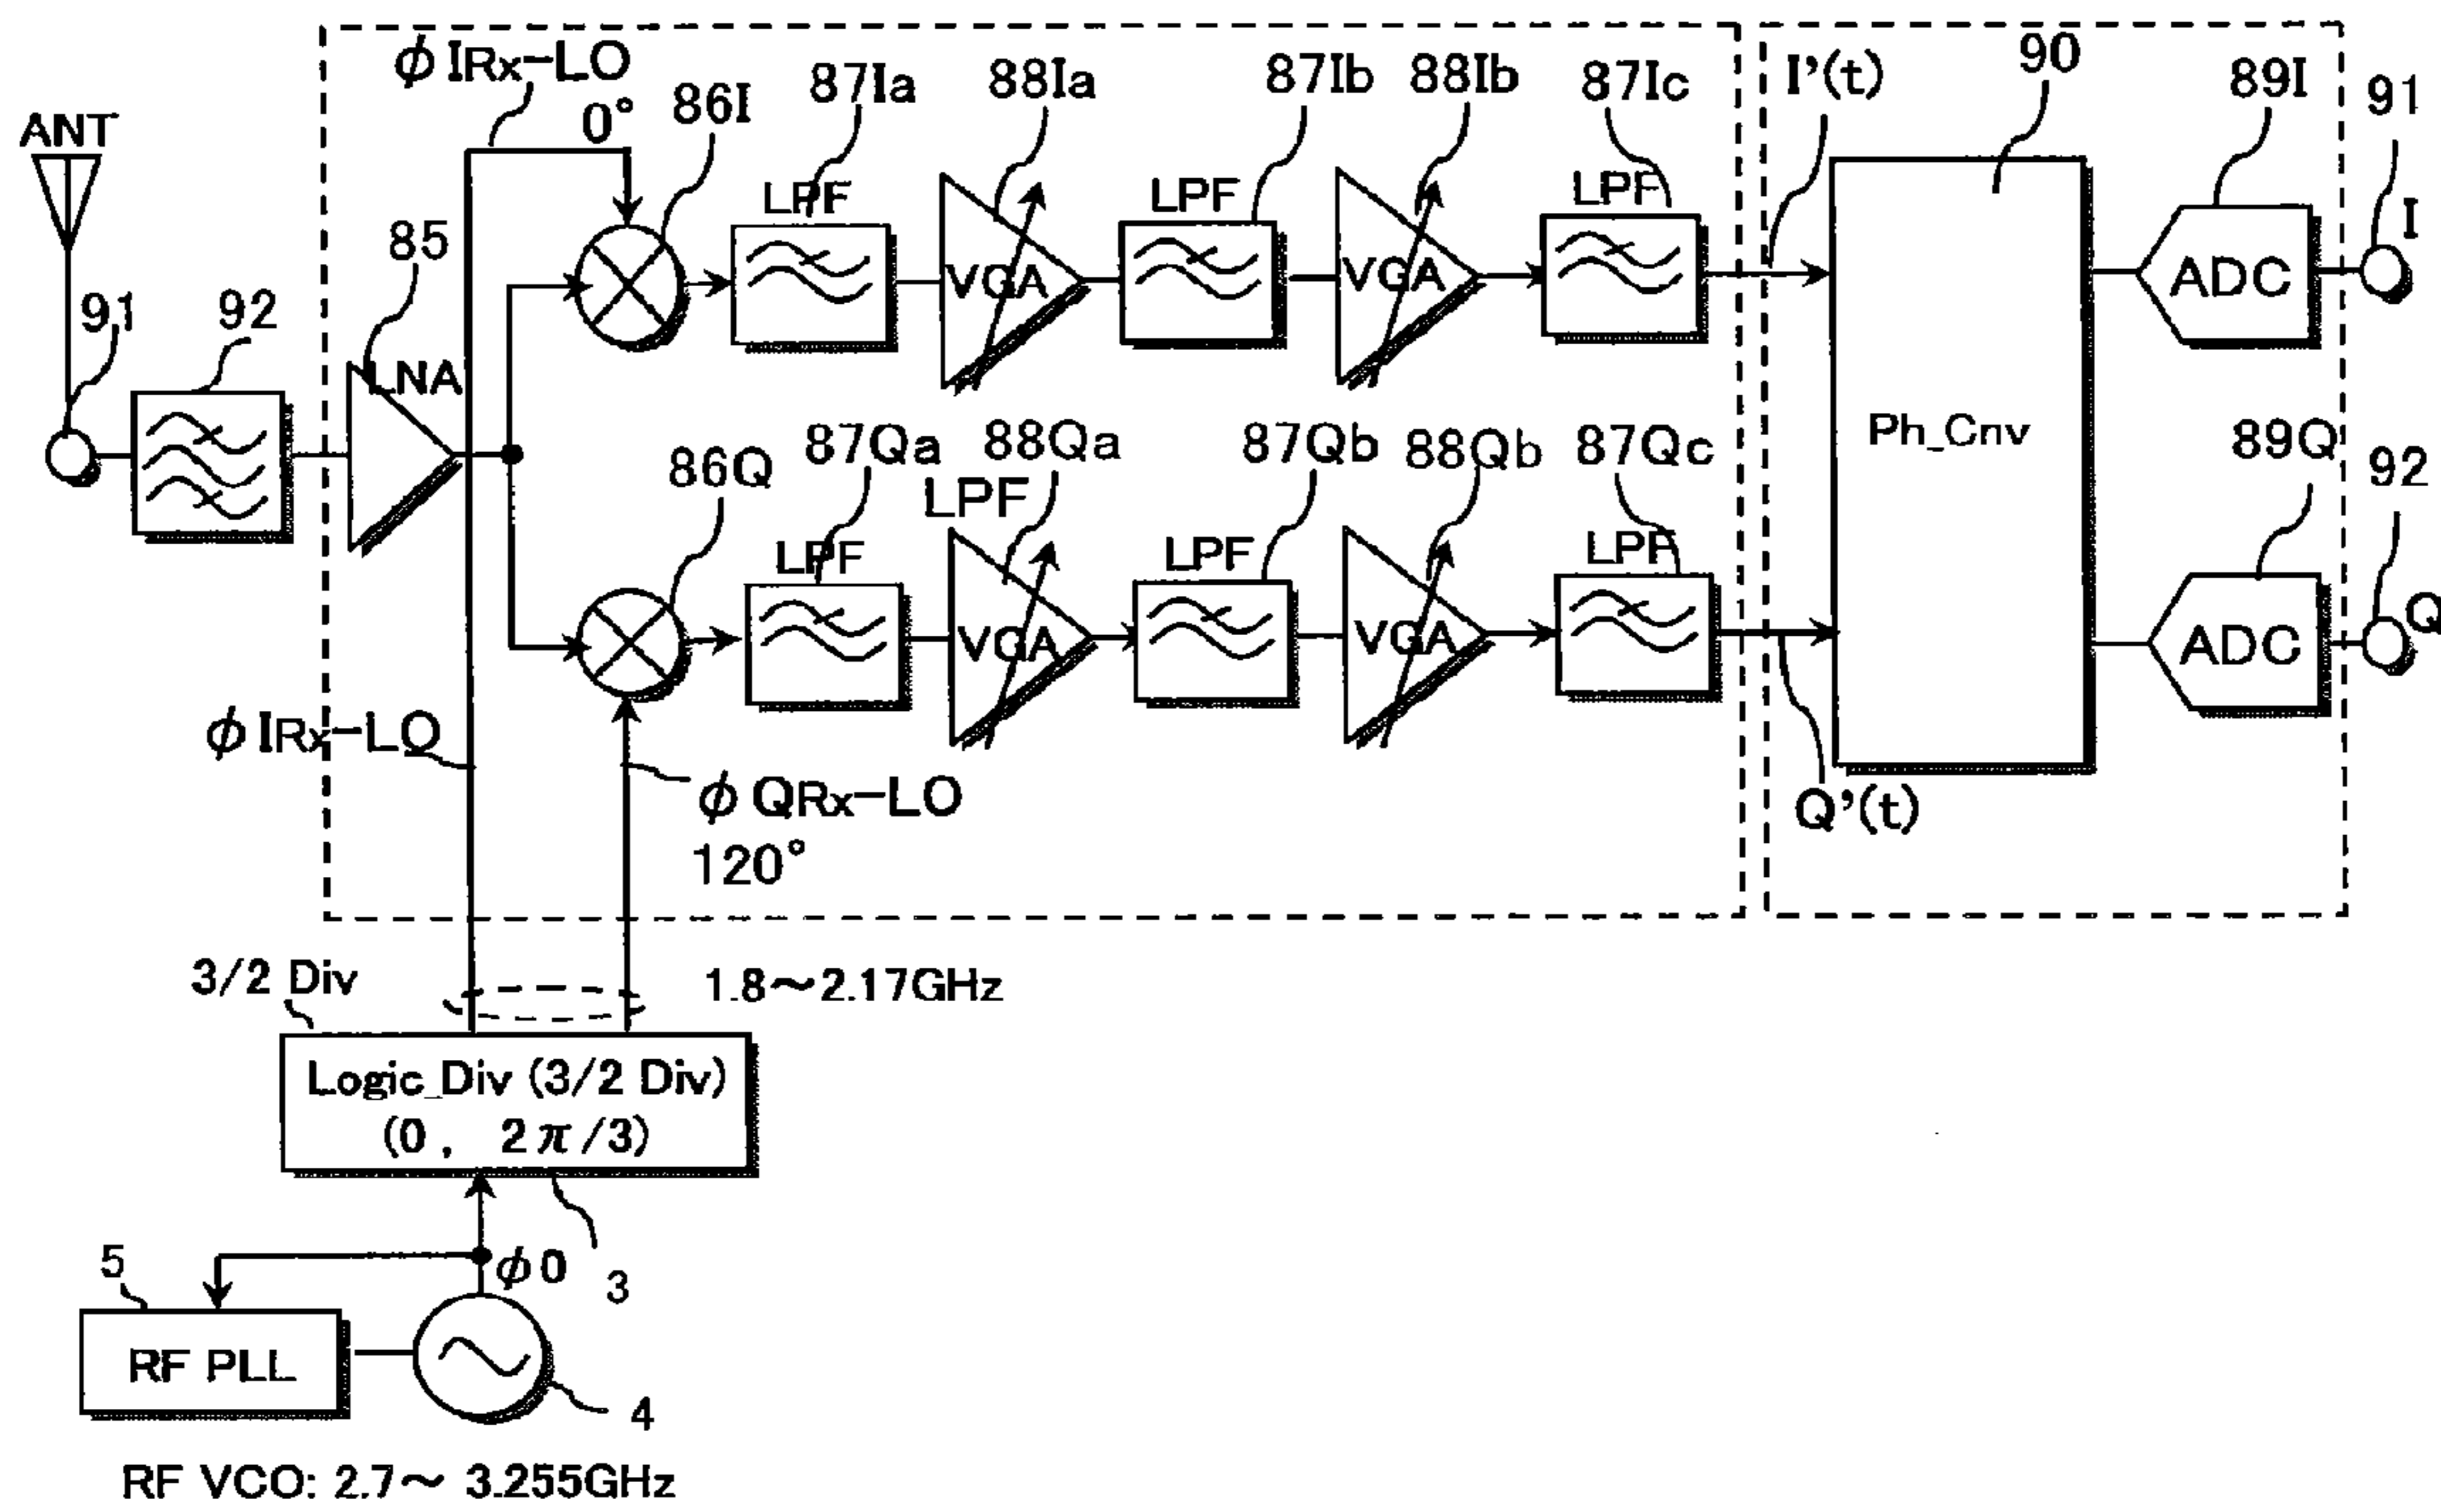 φ IRx-LO
0°
86I
87Ia
88Ia
87Ib
88Ib
87Ic
I'(t)
90
89I
91
I
ANT
85
91
92
LNA
LPF
VGA
LPF
VGA
LPF
ADC
Ph_Cnv
86Q
87Qa
88Qa
LPF
87Qb
88Qb
87Qc
89Q
92
Q
LPF
VGA
LPF
VGA
LPF
ADC
φ IRx-LO
φ QRx-LO
120°
Q'(t)
3/2 Div
1.8～2.17GHz
Logic_Div (3/2 Div)
(0 , 2π/3)
5
φ0
3
RF PLL
4
RF VCO: 2.7～ 3.255GHz